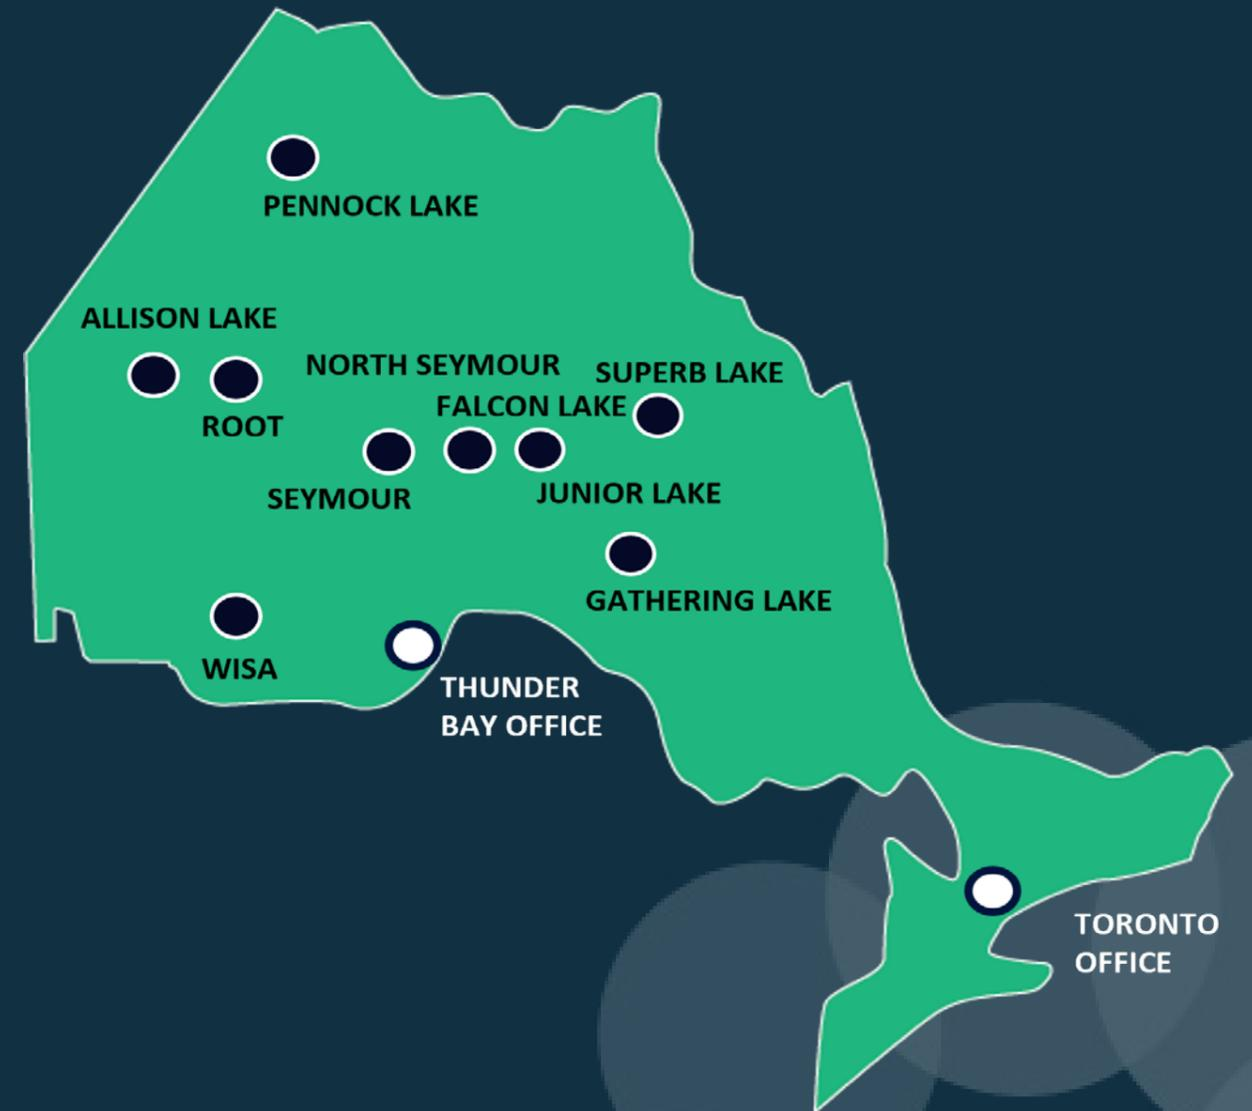 PENNOCK LAKE
ALLISON LAKE
NORTH SEYMOUR
SUPERB LAKE
FALCON LAKE
ROOT
SEYMOUR
JUNIOR LAKE
GATHERING LAKE
WISA
THUNDER
BAY OFFICE
TORONTO
OFFICE